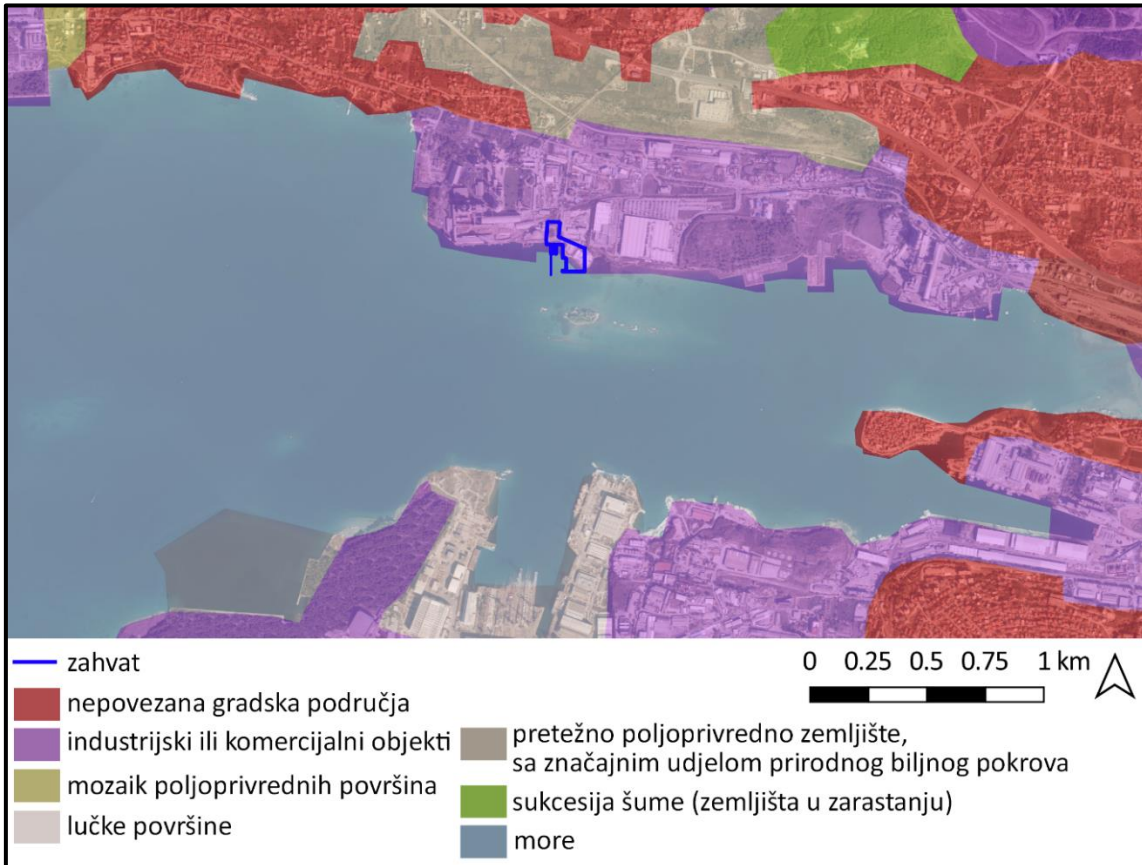 zahvat
nepovezana gradska područja
industrijski ili komercijalni objekti
mozaik poljoprivrednih površina
lučke površine
0 0.25 0.5 0.75 1 km
pretežno poljoprivredno zemljište,
sa značajnim udjelom prirodnog biljnog pokrova
sukcesija šume (zemljišta u zarastanju)
more